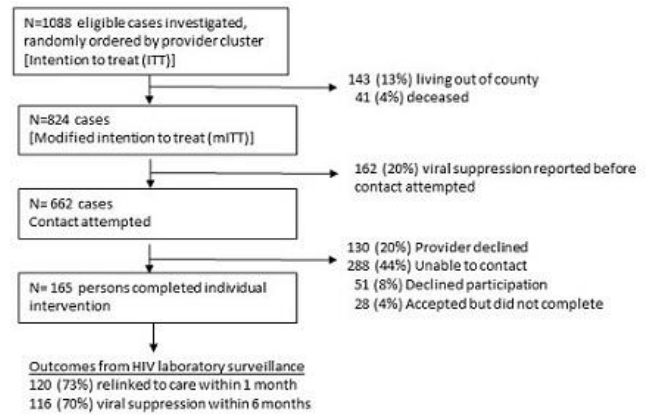 N=1088 eligible cases investigated,
randomly ordered by provider cluster
[Intention to treat (ITT)]
143 (13%) living out of county
41 (4%) deceased
N=824 cases
[Modified intention to treat (mITT)]
162 (20%) viral suppression reported before
contact attempted
N= 662 cases
Contact attempted
130 (20%) Provider declined
288 (44%) Unable to contact
51 (8%) Declined participation
28 (4%) Accepted but did not complete
N= 165 persons completed individual
intervention
Outcomes from HIV laboratory surveillance
120 (73%) relinked to care within 1 month
116 (70%) viral suppression within 6 months